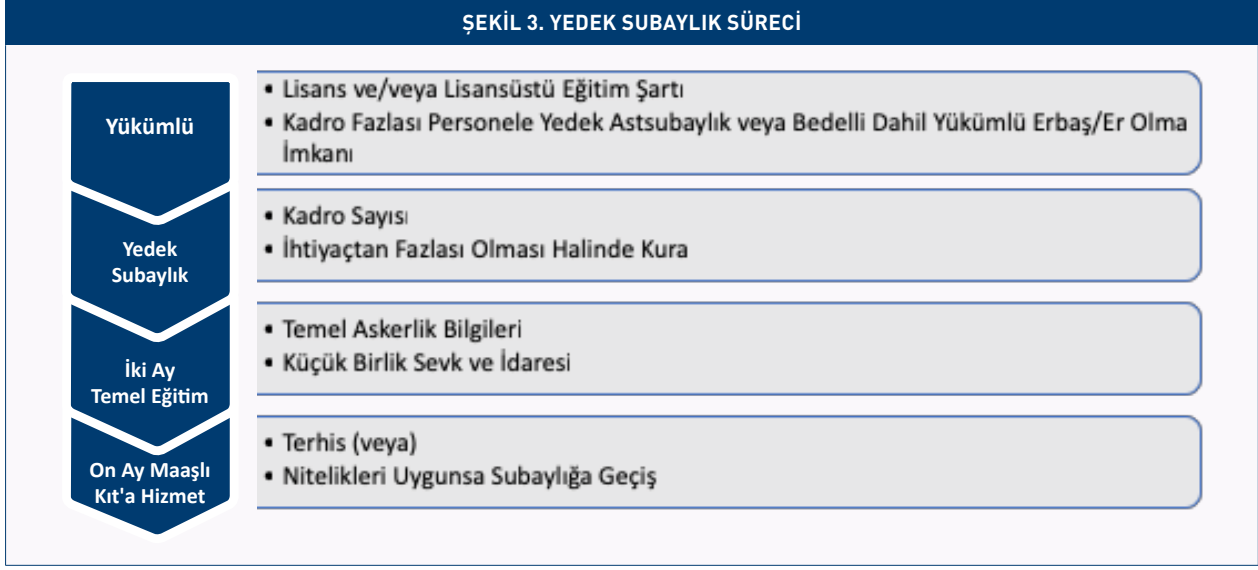 ŞEKİL 3. YEDEK SUBAYLIK SÜRECİ
Yükümlü
• Lisans ve/veya Lisansüstü Eğitim Şartı
• Kadro Fazlası Personele Yedek Astsubaylık veya Bedelli Dahil Yükümlü Erbaş/Er Olma
İmkanı
Yedek
Subaylık
• Kadro Sayısı
• İhtiyaçtan Fazlası Olması Halinde Kura
İki Ay
Temel Eğitim
• Temel Askerlik Bilgileri
• Küçük Birlik Sevk ve İdaresi
On Ay Maaşlı
Kıt'a Hizmet
• Terhis (veya)
• Nitelikleri Uygunsa Subaylığa Geçiş